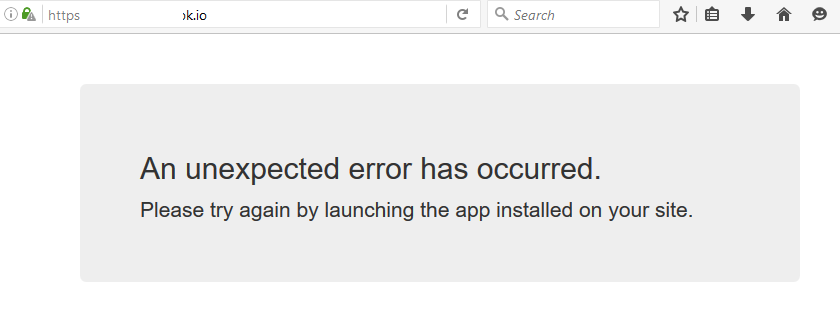 https ok.io Search
An unexpected error has occurred.
Please try again by launching the app installed on your site.